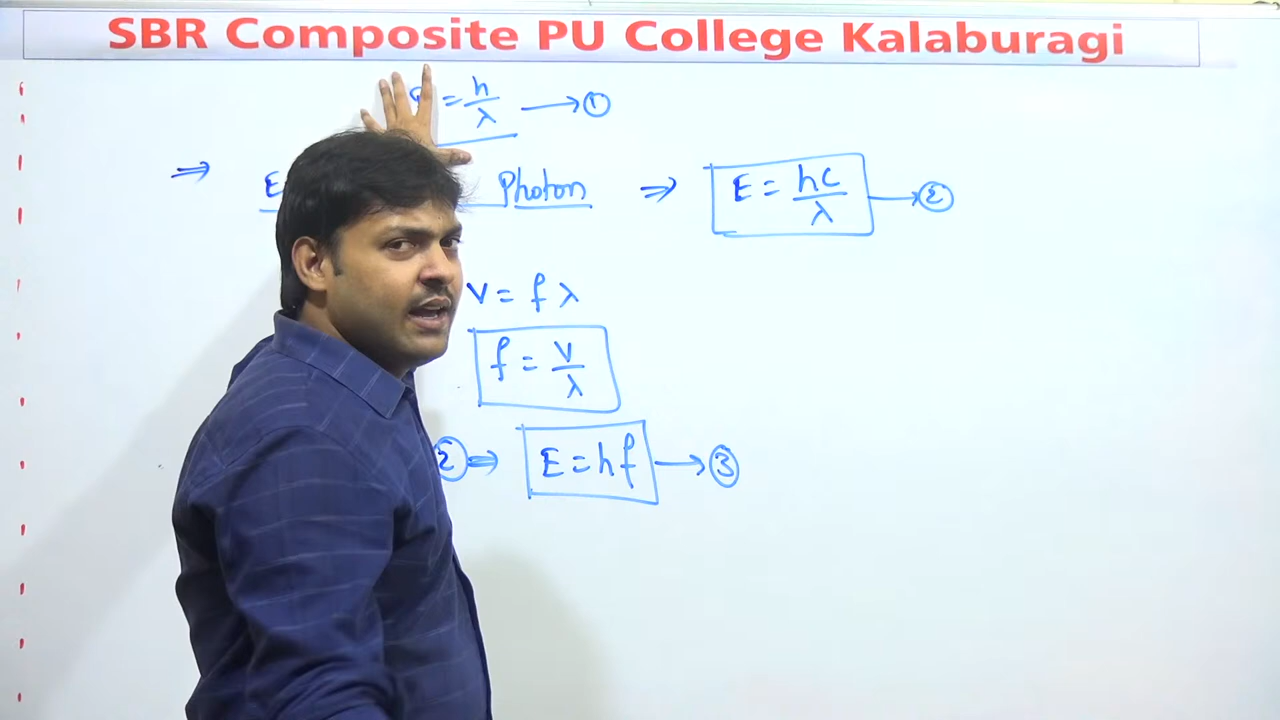 SBR Composite PU College Kalaburagi
= h/λ → ①
⇒ Photon ⇒ E = hc/λ → ②
v = f λ
f = v/λ
② ⇒ E = hf → ③